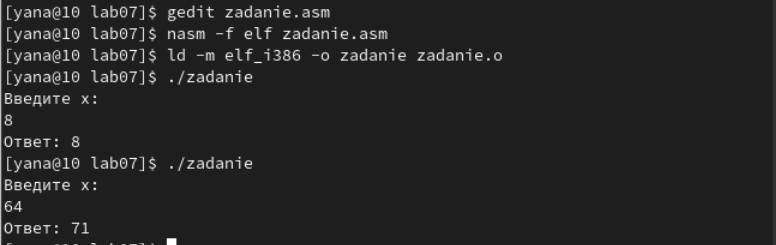 [yana@10 lab07]$ gedit zadanie.asm
[yana@10 lab07]$ nasm -f elf zadanie.asm
[yana@10 lab07]$ ld -m elf_i386 -o zadanie zadanie.o
[yana@10 lab07]$ ./zadanie
Введите x:
8
Ответ: 8
[yana@10 lab07]$ ./zadanie
Введите x:
64
Ответ: 71